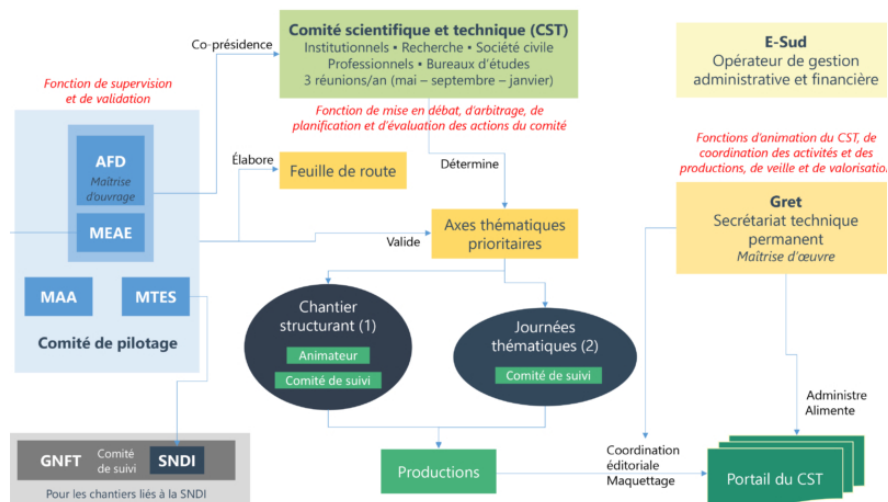 Comité scientifique et technique (CST)
Institutionnels • Recherche • Société civile
Professionnels • Bureaux d'études
3 réunions/an (mai – septembre – janvier)
Co-présidence
E-Sud
Opérateur de gestion
administrative et financière
Fonction de supervision
et de validation
Fonction de mise en débat, d'arbitrage, de
planification et d'évaluation des actions du comité
Fonctions d'animation du CST, de
coordination des activités et des
productions, de veille et de valorisation
AFD
Maîtrise
d'ouvrage
MEAE
MAA
MTES
Comité de pilotage
Élabore
Feuille de route
Détermine
Valide
Axes thématiques
prioritaires
Gret
Secrétariat technique
permanent
Maîtrise d'œuvre
Chantier
structurant (1)
Animateur
Comité de suivi
Journées
thématiques (2)
Comité de suivi
Administre
Alimente
GNFT
Comité
de suivi
SNDI
Pour les chantiers liés à la SNDI
Productions
Coordination
éditoriale
Maquettage
Portail du CST